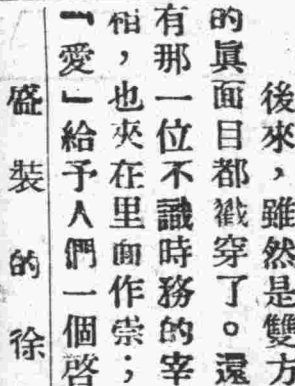 後來，雖然是雙方
的眞面目都戳穿了。還
有那一位不識時務的宰
相，也夾在里面作祟；
「愛」給予人們一個啓
盛裝的徐